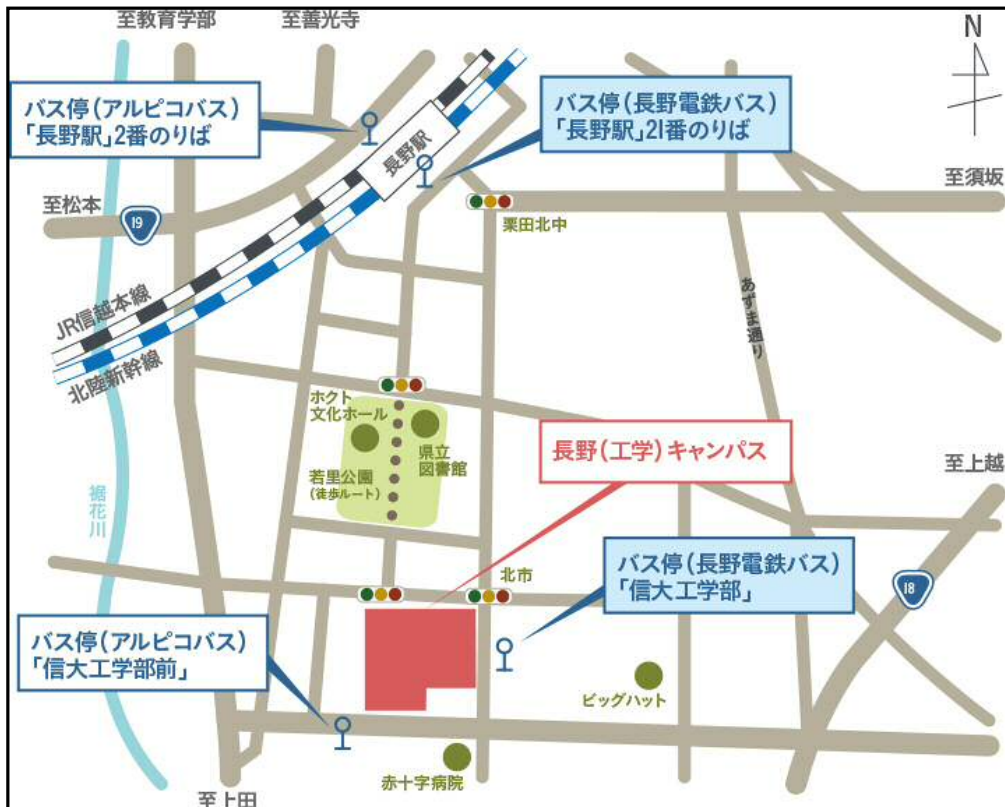 至教育学部
至善光寺
N
バス停(アルピコバス)
「長野駅」2番のりば
バス停(長野電鉄バス)
「長野駅」21番のりば
長野駅
至松本
19
至須坂
栗田北中
JR信越本線
北陸新幹線
あずま通り
ホクト
文化ホール
県立
図書館
若里公園
(徒歩ルート)
長野(工学)キャンパス
至上越
裾花川
北市
バス停(長野電鉄バス)
「信大工学部」
18
バス停(アルピコバス)
「信大工学部前」
ビッグハット
赤十字病院
至上田